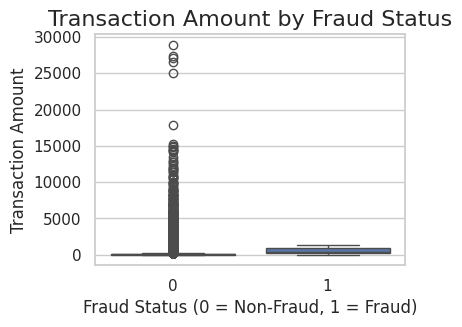 Transaction Amount by Fraud Status
30000
25000
20000
15000
10000
5000
0
Transaction Amount
0 1
Fraud Status (0 = Non-Fraud, 1 = Fraud)